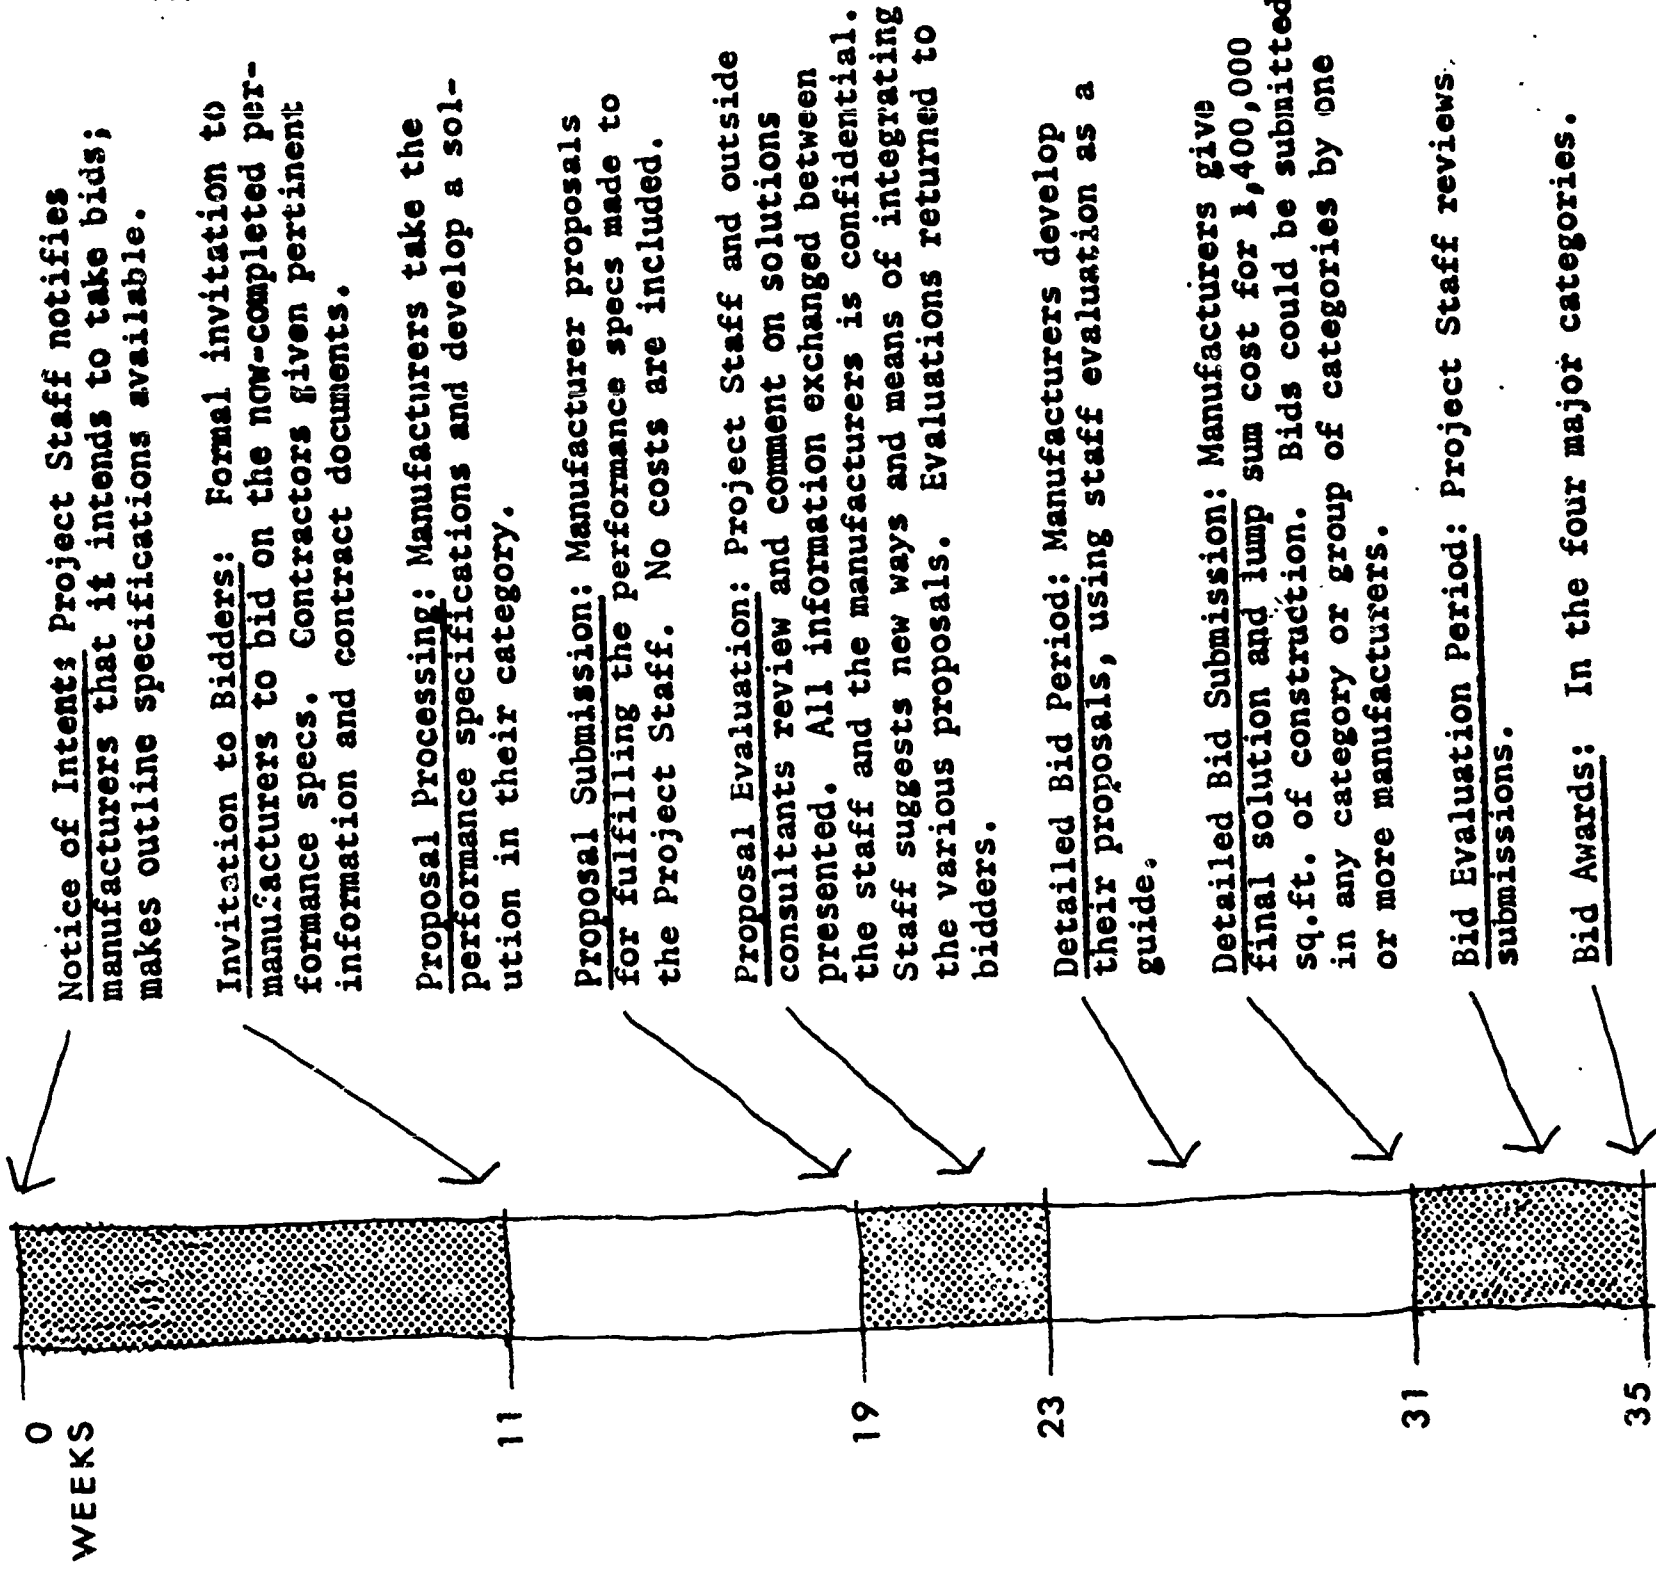 Notice of Intents Project Staff notifies
manufacturers that it intends to take bids;
makes outline specifications available.
Invitation to Bidders: Formal invitation to
manufacturers to bid on the now-completed per-
formance specs. Contractors given pertinent
information and contract documents.
Proposal Processing: Manufacturers take the
performance specifications and develop a sol-
ution in their category.
Proposal Submission: Manufacturer proposals
for fulfilling the performance specs made to
the Project Staff. No costs are included.
Proposal Evaluation: Project Staff and outside
consultants review and comment on solutions
presented. All information exchanged between
the staff and the manufacturers is confidential.
Staff suggests new ways and means of integrating
the various proposals. Evaluations returned to
bidders.
Detailed Bid Period: Manufacturers develop
their proposals, using staff evaluation as a
guide.
Detailed Bid Submission: Manufacturers give
final solution and lump sum cost for 1,400,000
sq.ft. of construction. Bids could be submitted
in any category or group of categories by one
or more manufacturers.
Bid Evaluation Period: Project Staff reviews
submissions.
Bid Awards: In the four major categories.
0
WEEKS
11
19
23
31
35